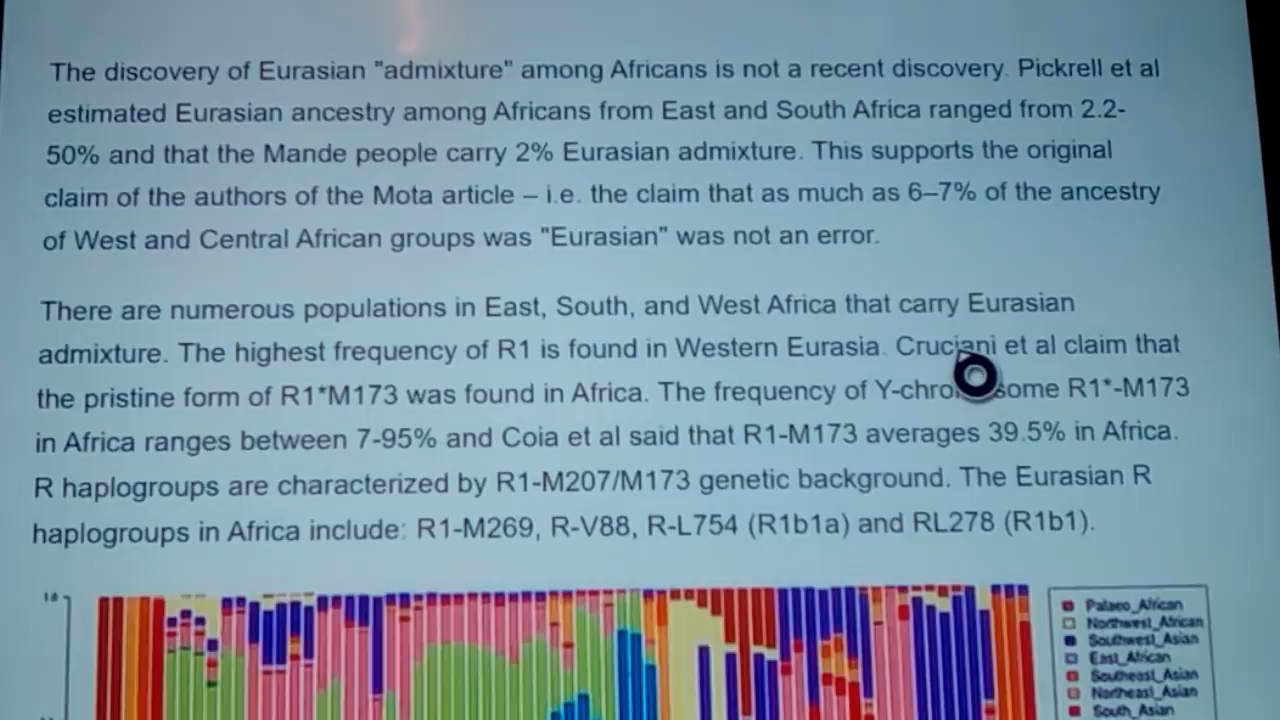 The discovery of Eurasian "admixture" among Africans is not a recent discovery. Pickrell et al
estimated Eurasian ancestry among Africans from East and South Africa ranged from 2.2-
50% and that the Mande people carry 2% Eurasian admixture. This supports the original
claim of the authors of the Mota article – i.e. the claim that as much as 6–7% of the ancestry
of West and Central African groups was "Eurasian" was not an error.
There are numerous populations in East, South, and West Africa that carry Eurasian
admixture. The highest frequency of R1 is found in Western Eurasia. Cruciani et al claim that
the pristine form of R1*M173 was found in Africa. The frequency of Y-chromosome R1*-M173
in Africa ranges between 7-95% and Coia et al said that R1-M173 averages 39.5% in Africa.
R haplogroups are characterized by R1-M207/M173 genetic background. The Eurasian R
haplogroups in Africa include: R1-M269, R-V88, R-L754 (R1b1a) and RL278 (R1b1).
1.0
Palaeo_African
Northwest_African
Southwest_Asian
East_African
Southeast_Asian
Northeast_Asian
South_Asian